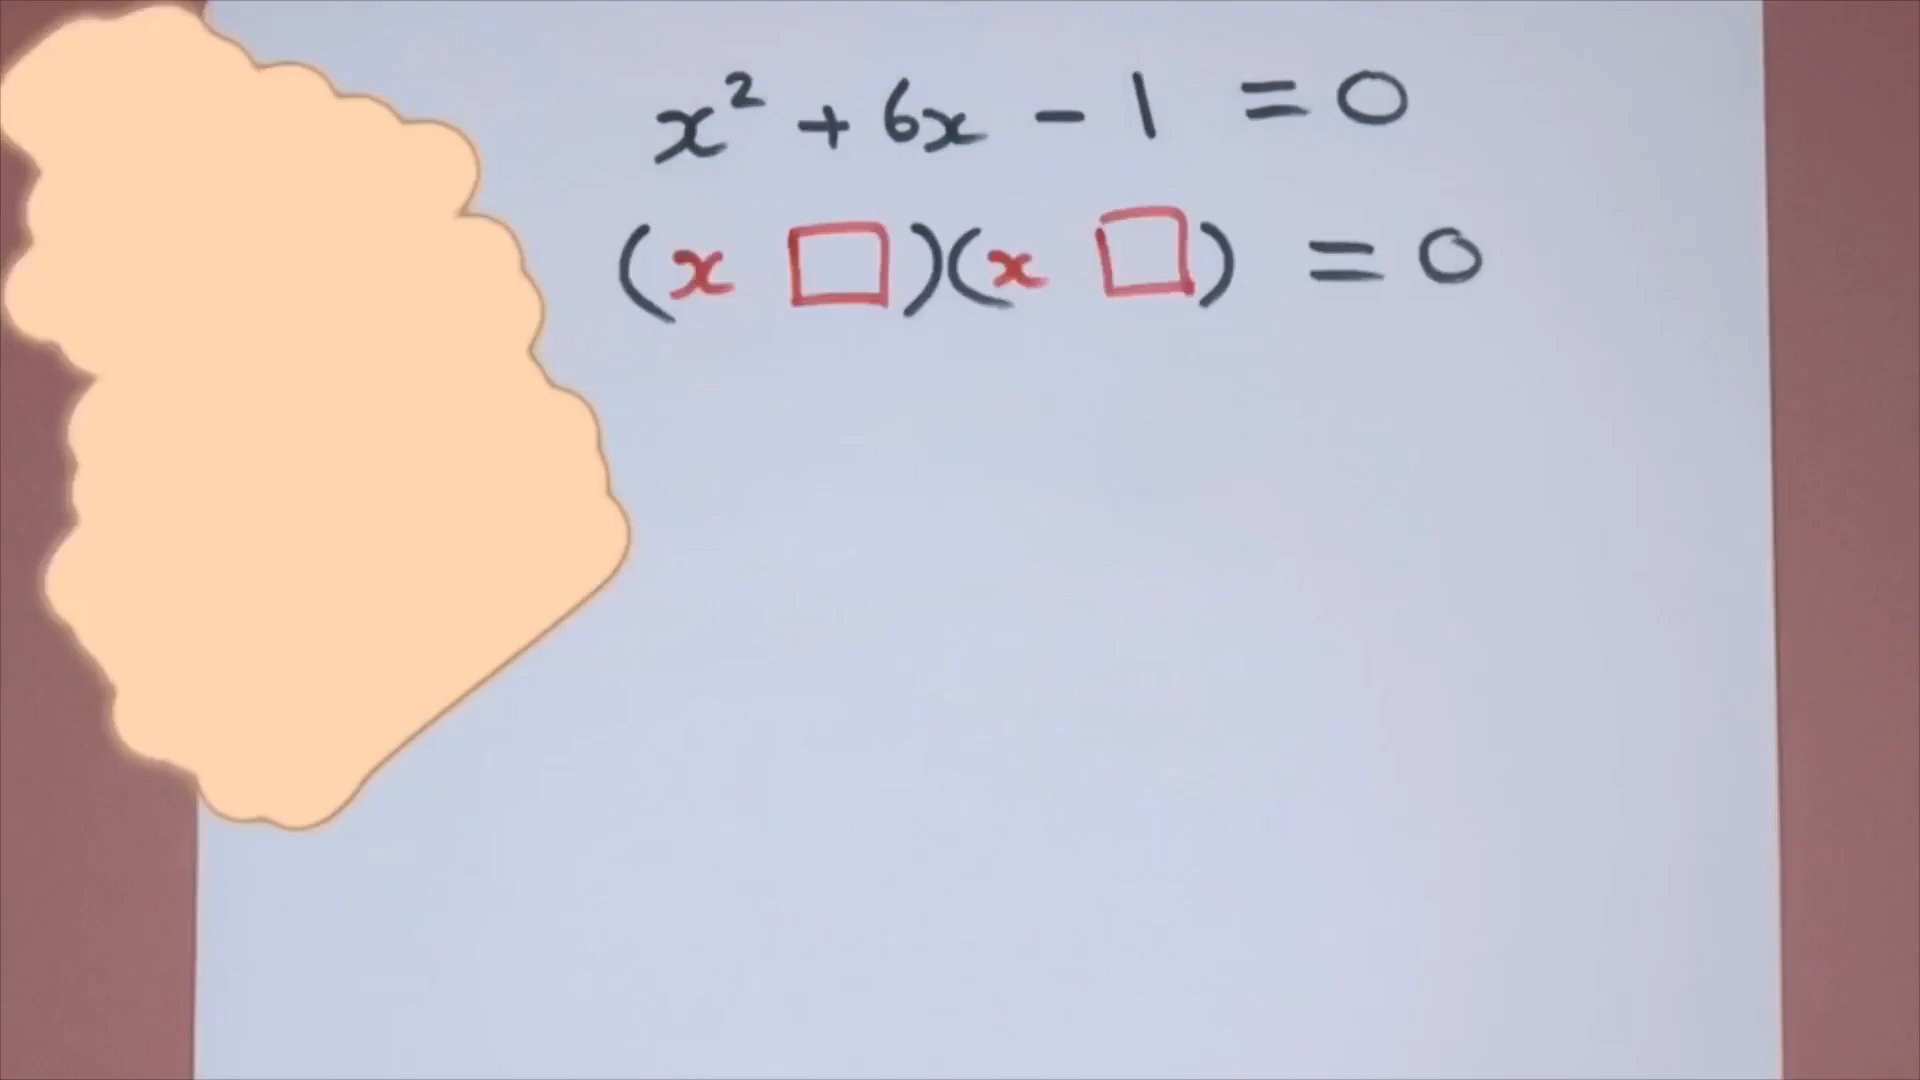 x² + 6x - 1 = 0
(x □)(x □) = 0